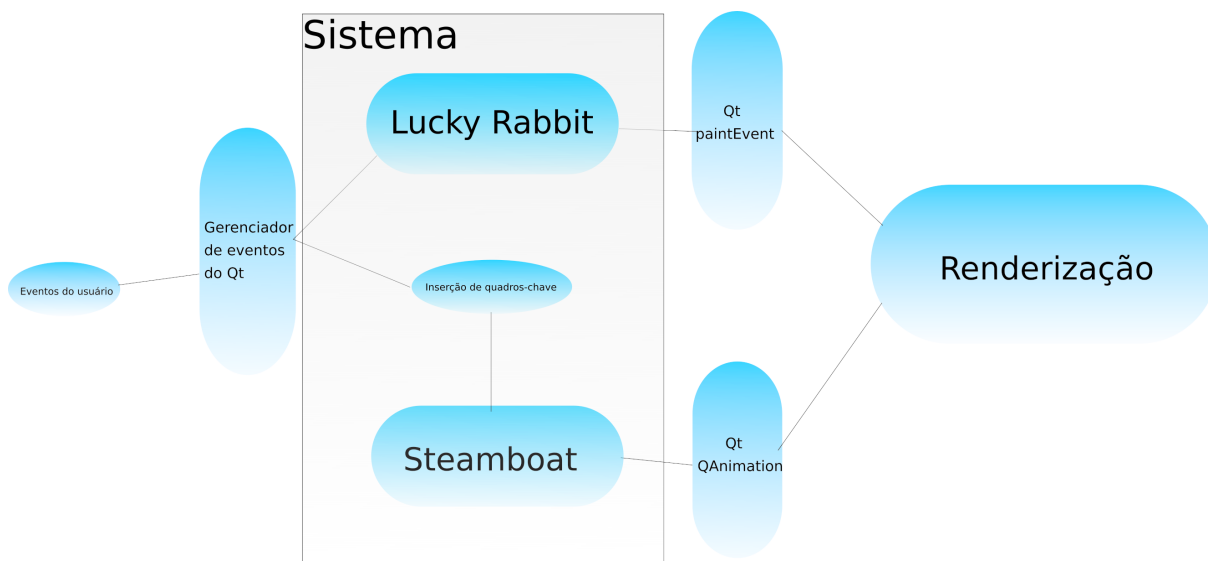 Sistema
Lucky Rabbit
Qt
paintEvent
Gerenciador
de eventos
do Qt
Eventos do usuário
Inserção de quadros-chave
Renderização
Steamboat
Qt
QAnimation